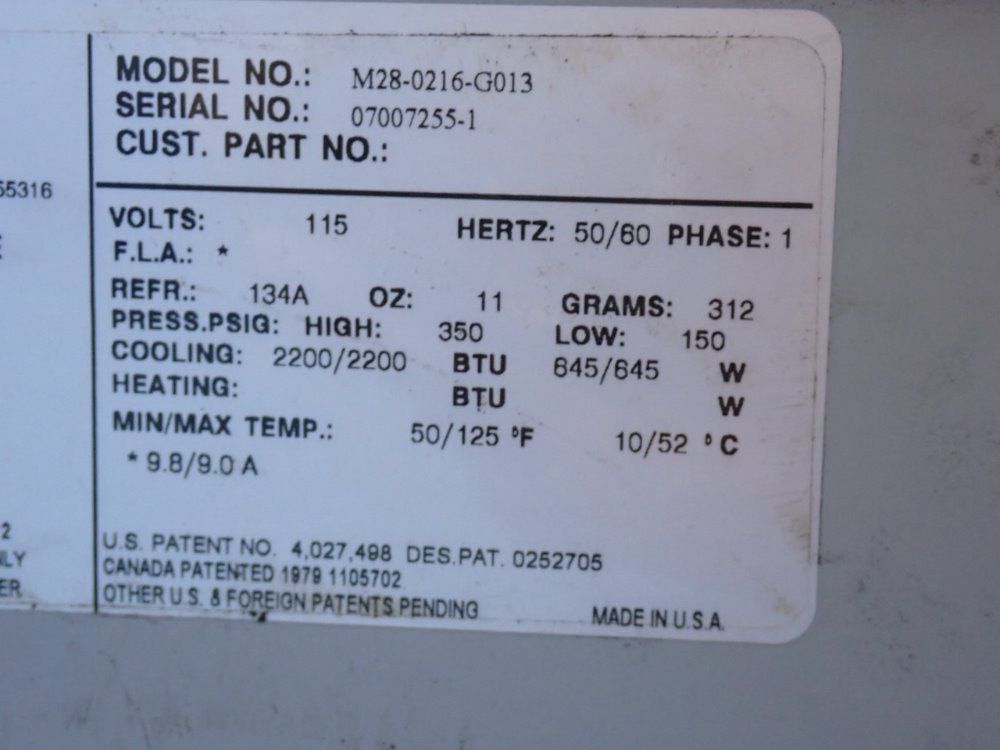 MODEL NO.: M28-0216-G013
SERIAL NO.: 07007255-1
CUST. PART NO.:
55316
VOLTS: 115 HERTZ: 50/60 PHASE: 1
F.L.A.: *
REFR.: 134A OZ: 11 GRAMS: 312
PRESS.PSIG: HIGH: 350 LOW: 150
COOLING: 2200/2200 BTU 645/645 W
HEATING: BTU W
MIN/MAX TEMP.: 50/125 °F 10/52 °C
* 9.8/9.0 A
2
U.S. PATENT NO. 4,027,498 DES.PAT. 0252705
CANADA PATENTED 1979 1105702
OTHER U.S. & FOREIGN PATENTS PENDING MADE IN U.S.A.